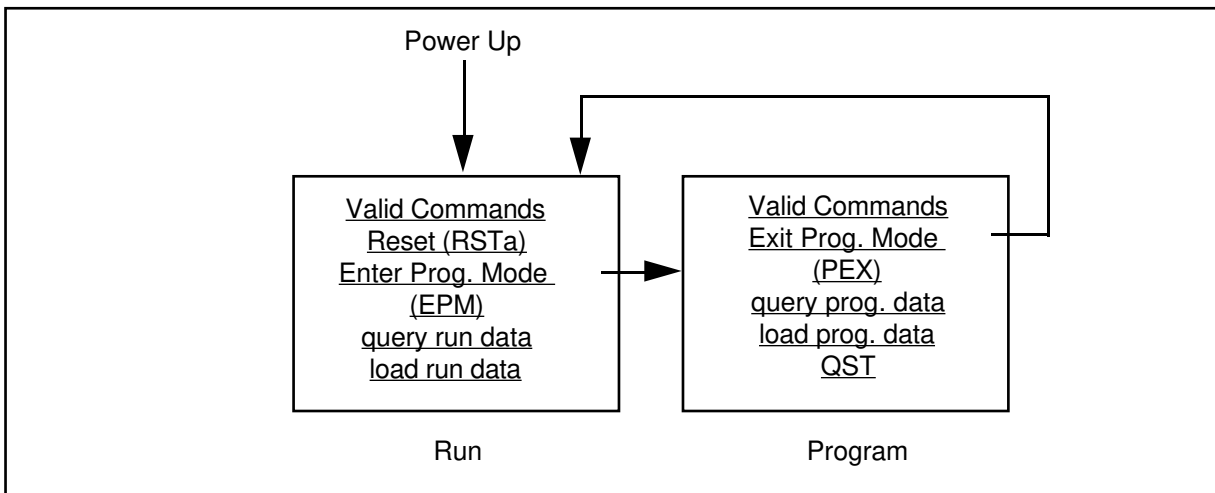 Power Up
Valid Commands
Reset (RSTa)
Enter Prog. Mode
(EPM)
query run data
load run data
Run
Valid Commands
Exit Prog. Mode
(PEX)
query prog. data
load prog. data
QST
Program